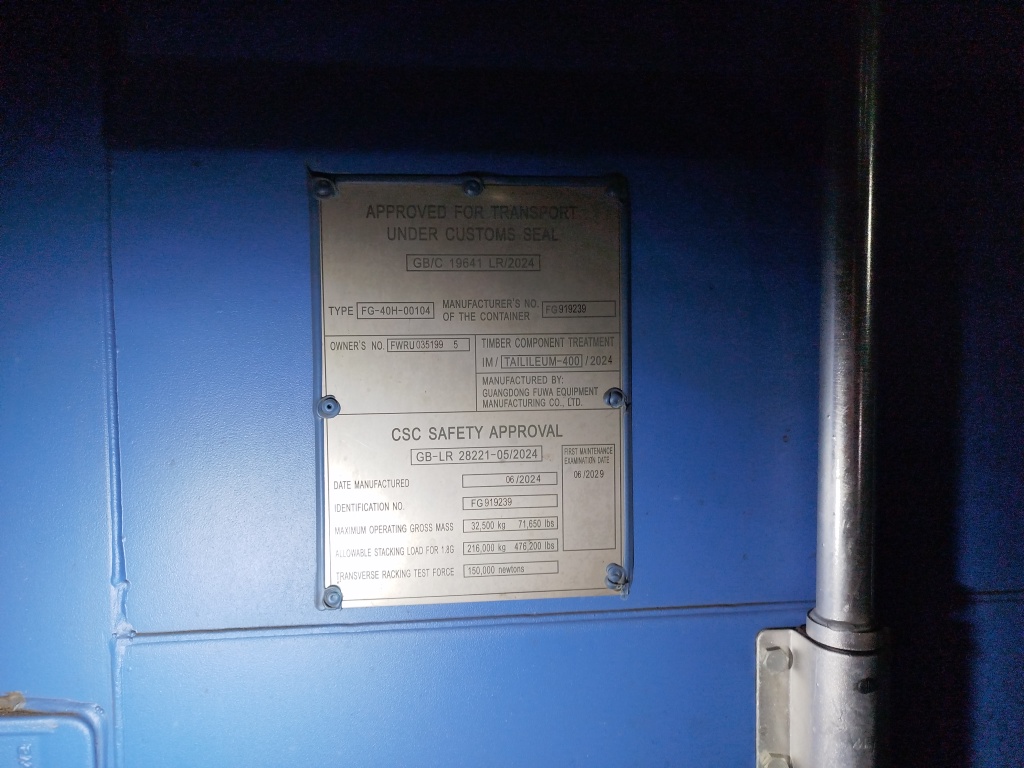 APPROVED FOR TRANSPORT
UNDER CUSTOMS SEAL
GB/C 19641 LR/2024
TYPE FG-40H-00104 MANUFACTURER'S NO. OF THE CONTAINER FG919239
OWNER'S NO. FWRU 035199 5
TIMBER COMPONENT TREATMENT
IM/ TAILILEUM-400 /2024
MANUFACTURED BY:
GUANGDONG FUWA EQUIPMENT
MANUFACTURING CO., LTD.
CSC SAFETY APPROVAL
GB-LR 28221-05/2024
FIRST MAINTENANCE
EXAMINATION DATE
06/2029
DATE MANUFACTURED 06/2024
IDENTIFICATION NO. FG919239
MAXIMUM OPERATING GROSS MASS 32,500 kg 71,650 lbs
ALLOWABLE STACKING LOAD FOR 1.8G 216,000 kg 476,200 lbs
TRANSVERSE RACKING TEST FORCE 150,000 newtons